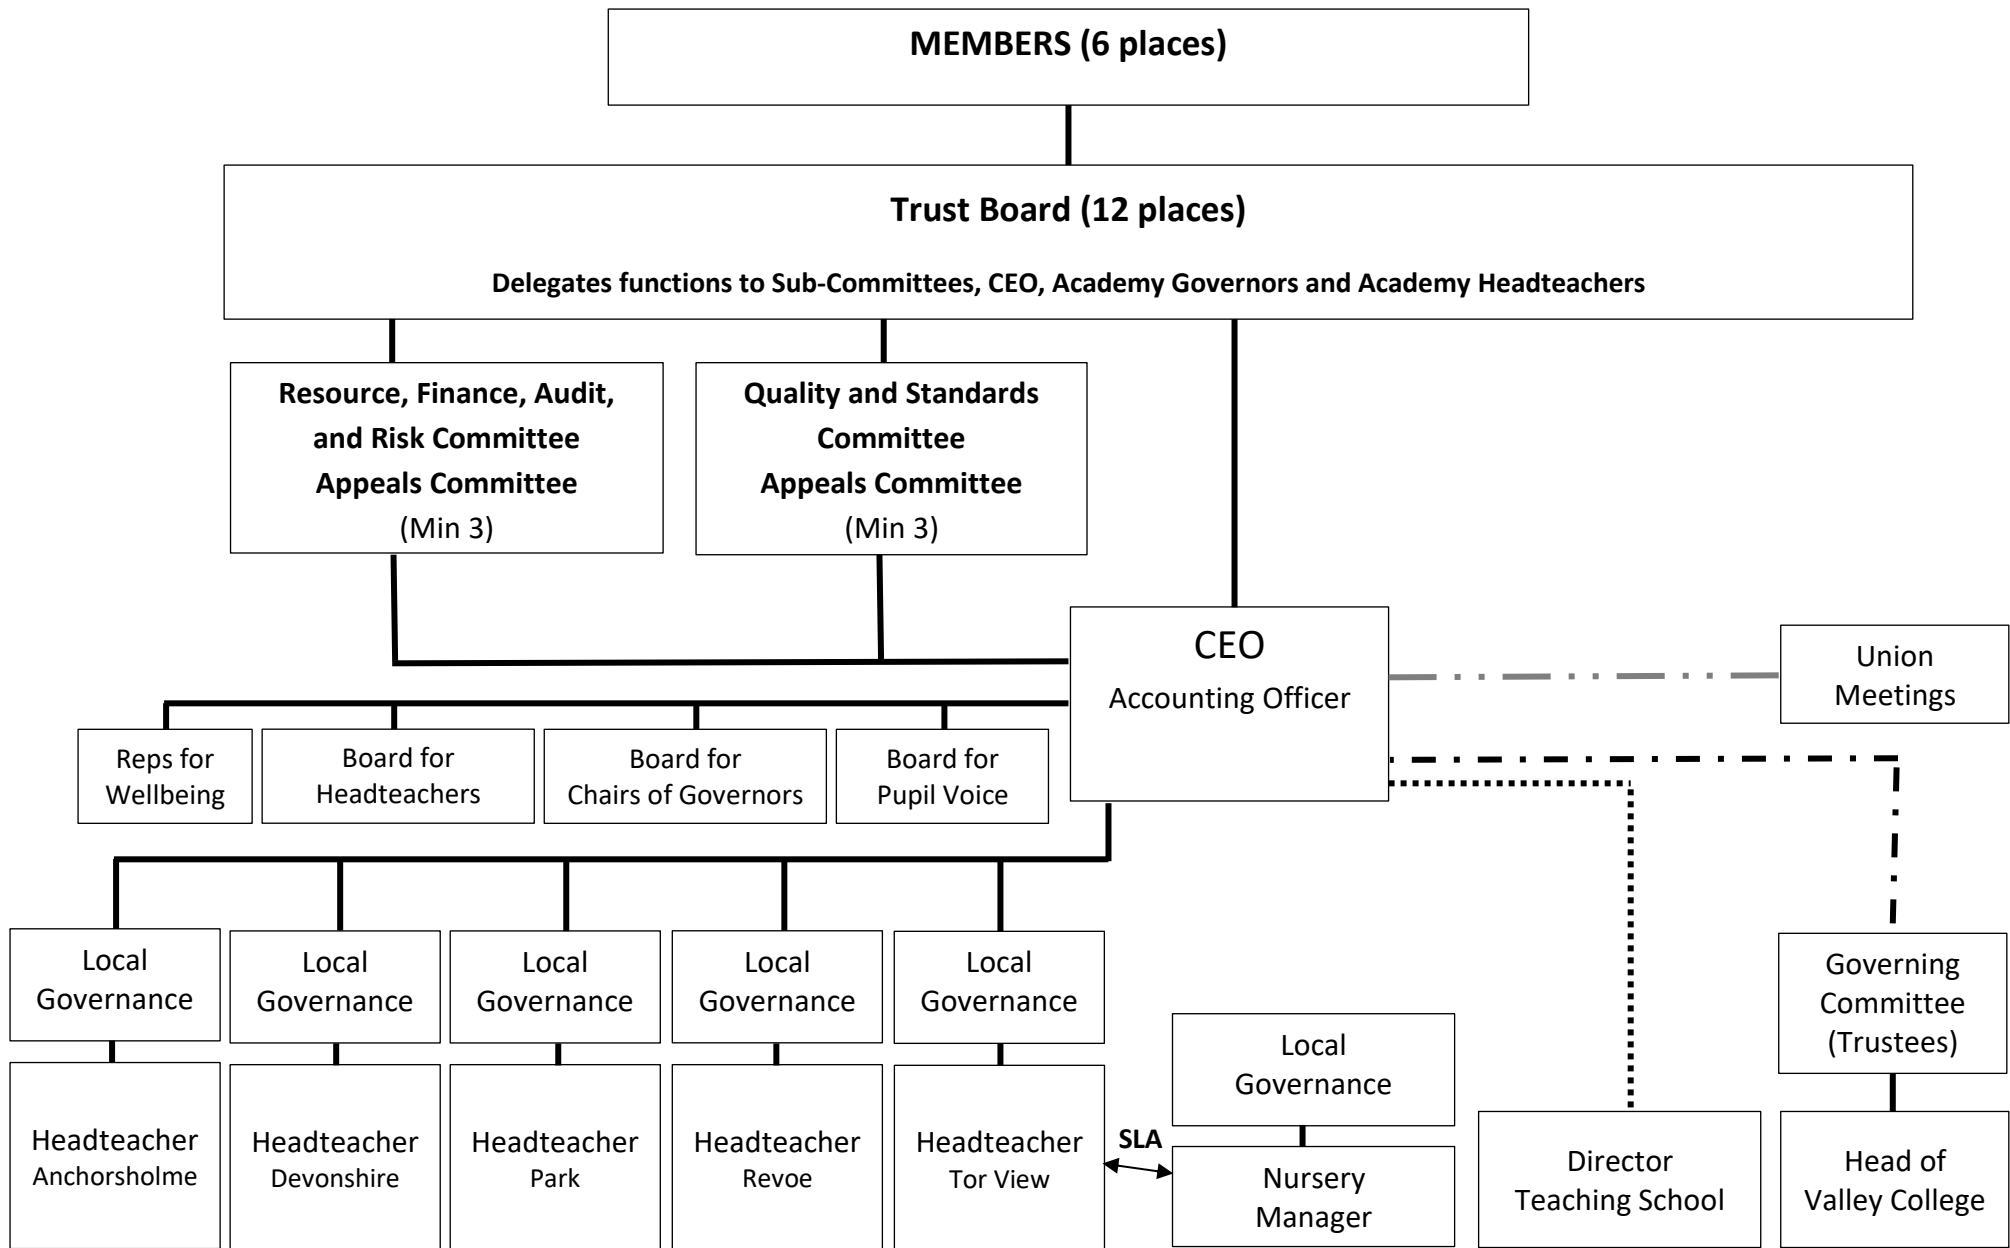 MEMBERS (6 places)
Trust Board (12 places)
Delegates functions to Sub-Committees, CEO, Academy Governors and Academy Headteachers
Resource, Finance, Audit,
and Risk Committee
Appeals Committee
(Min 3)
Quality and Standards
Committee
Appeals Committee
(Min 3)
CEO
Accounting Officer
Union
Meetings
Reps for
Wellbeing
Board for
Headteachers
Board for
Chairs of Governors
Board for
Pupil Voice
Local
Governance
Local
Governance
Local
Governance
Local
Governance
Local
Governance
Local
Governance
Governing
Committee
(Trustees)
Headteacher
Anchorsholme
Headteacher
Devonshire
Headteacher
Park
Headteacher
Revoe
Headteacher
Tor View
SLA
Nursery
Manager
Director
Teaching School
Head of
Valley College